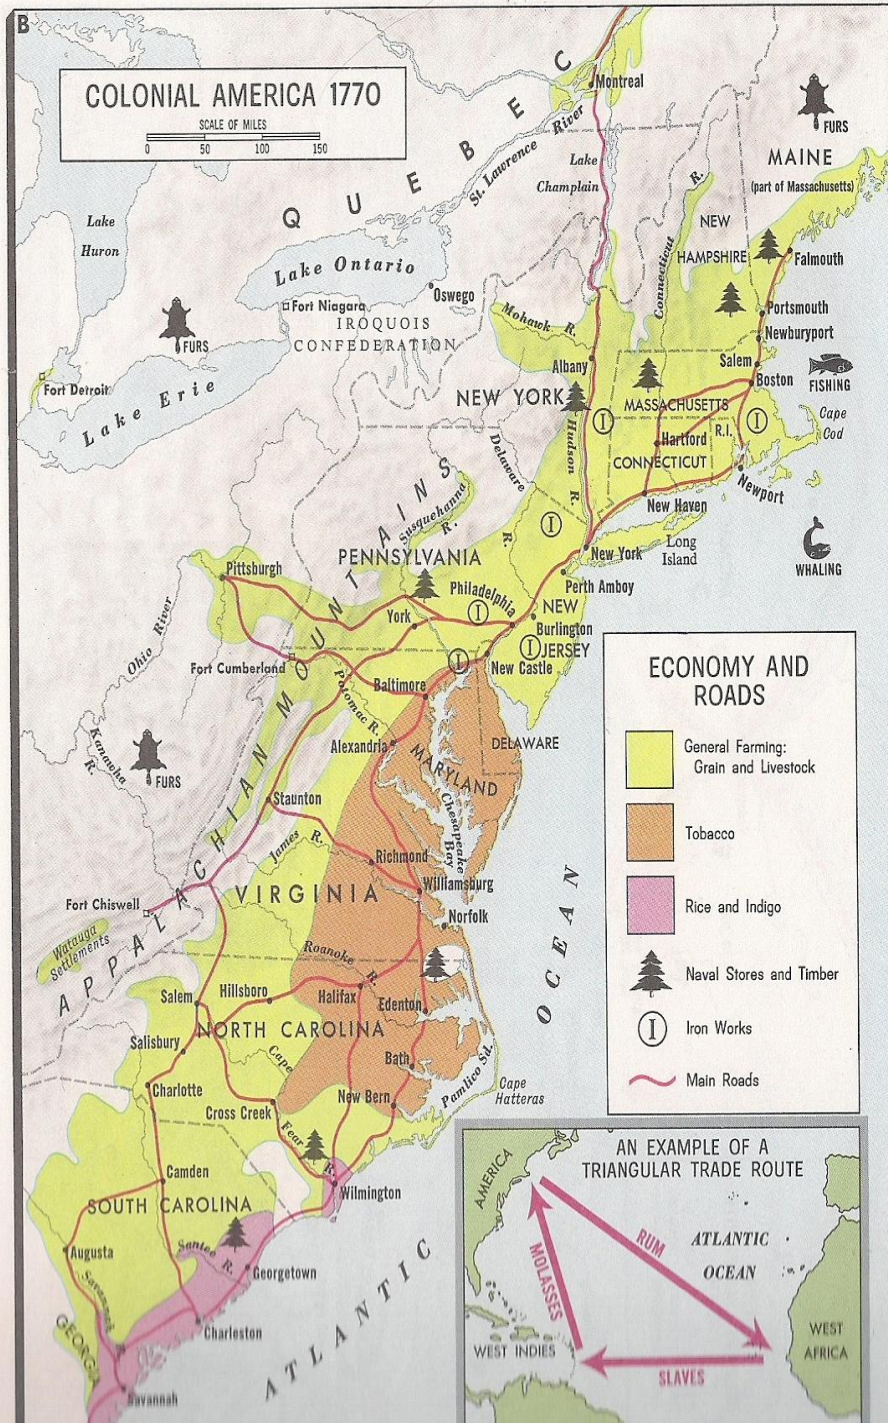 B
COLONIAL AMERICA 1770
SCALE OF MILES
0 50 100 150
QUEBEC
Montreal
St. Lawrence River
Lake
Champlain
FURS
MAINE
(part of Massachusetts)
Lake
Huron
Lake Ontario
Oswego
Fort Niagara
IROQUOIS
CONFEDERATION
FURS
Fort Detroit
Lake Erie
Connecticut R.
NEW
HAMPSHIRE
Falmouth
Portsmouth
Newburyport
Salem
Boston
FISHING
Cape
Cod
Mohawk R.
Albany
NEW YORK
Hudson R.
I
MASSACHUSETTS
I
Hartford
R.I.
CONNECTICUT
Newport
New Haven
Delaware R.
I
New York
Long
Island
WHALING
Susquehanna R.
PENNSYLVANIA
Pittsburgh
Philadelphia
I
York
Perth Amboy
NEW
Burlington
I
JERSEY
Ohio River
Fort Cumberland
I
New Castle
Baltimore
Potomac R.
Alexandria
MARYLAND
DELAWARE
Kanawha R.
FURS
APPALACHIAN MOUNTAINS
Staunton
Chesapeake Bay
James R.
Richmond
VIRGINIA
Williamsburg
Norfolk
Fort Chiswell
Watauga
Settlements
Roanoke R.
Salem
Hillsboro
Halifax
Edenton
NORTH CAROLINA
Salisbury
Bath
Cape Fear R.
Pamlico Sd.
Cape
Hatteras
Charlotte
Cross Creek
New Bern
Camden
Wilmington
SOUTH CAROLINA
Augusta
Santee R.
Georgetown
Savannah
Charleston
GEORGIA
Savannah
ATLANTIC OCEAN
ECONOMY AND
ROADS
General Farming:
Grain and Livestock
Tobacco
Rice and Indigo
Naval Stores and Timber
I Iron Works
Main Roads
AN EXAMPLE OF A
TRIANGULAR TRADE ROUTE
AMERICA
RUM
ATLANTIC
OCEAN
MOLASSES
WEST INDIES
SLAVES
WEST
AFRICA